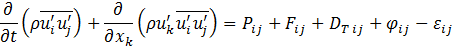 ∂/∂t (ρu̅'ᵢu̅'ⱼ) + ∂/∂xₖ (ρu'ₖu̅'ᵢu̅'ⱼ) = Pᵢⱼ + Fᵢⱼ + D_T ᵢⱼ + φᵢⱼ − εᵢⱼ